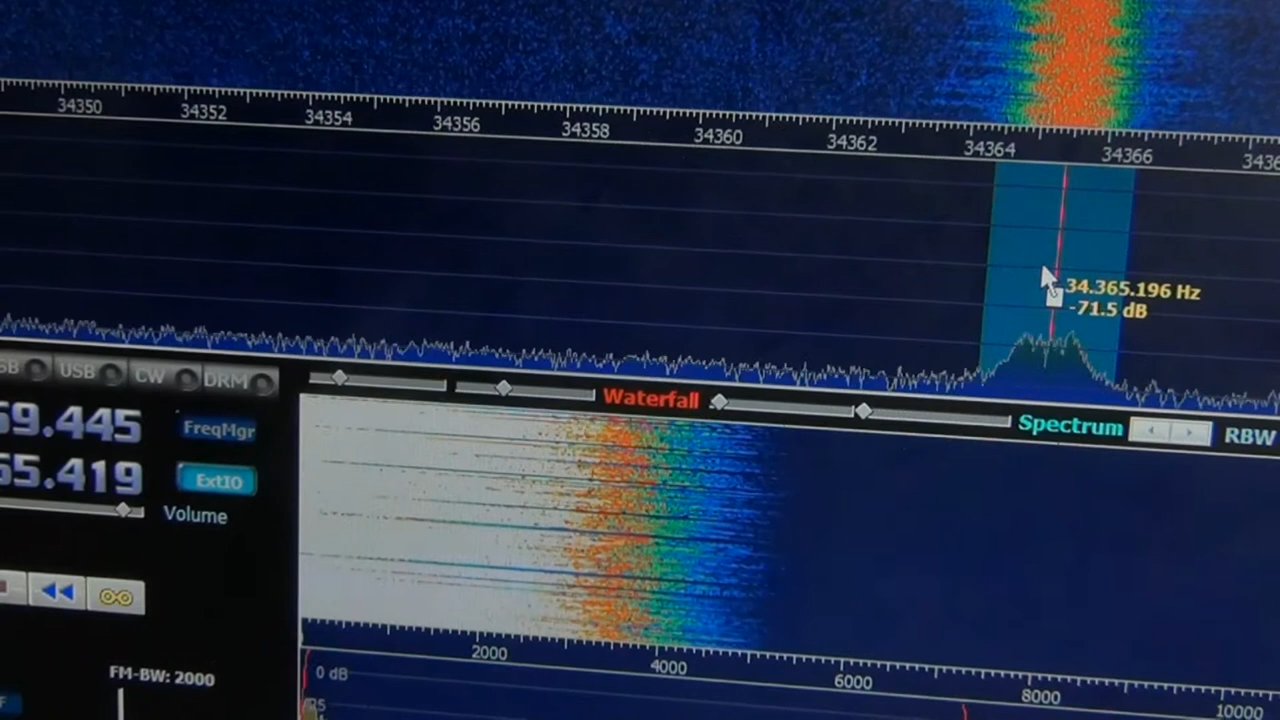 34350 34352 34354 34356 34358 34360 34362 34364 34366
34.365.196 Hz
-71.5 dB
USB CW DRM
Waterfall
Spectrum
RBW
59.445
FreqMgr
65.419
ExtIO
Volume
2000 4000 6000 8000 10000
FM-BW: 2000
0 dB